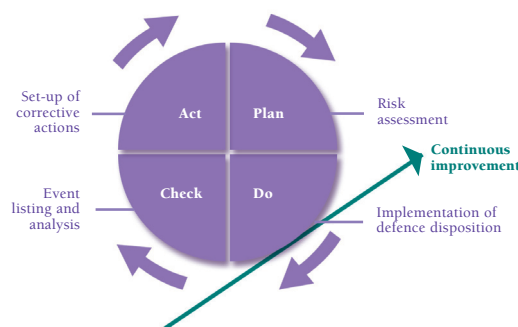 Set-up of
corrective
actions
Act
Plan
Risk
assessment
Continuous
improvement
Event
listing and
analysis
Check
Do
Implementation of
defence disposition